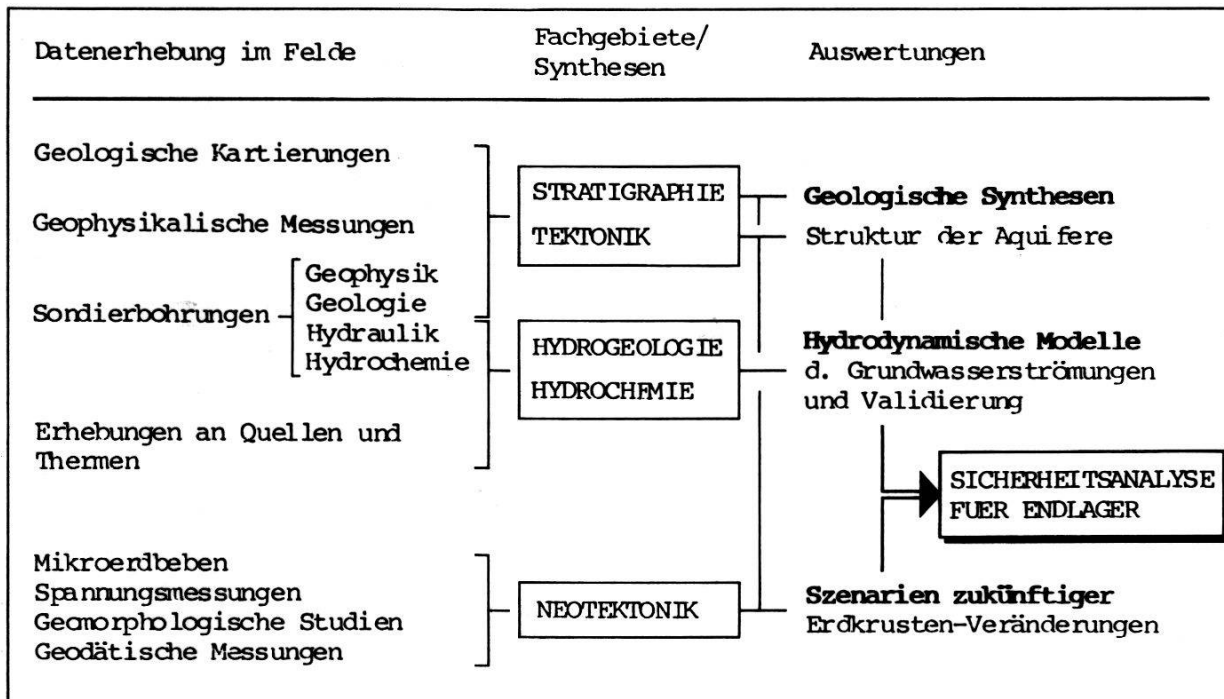 Datenerhebung im Felde
Fachgebiete/
Synthesen
Auswertungen
Geologische Kartierungen
Geophysikalische Messungen
Sondierbohrungen
Geophysik
Geologie
Hydraulik
Hydrochemie
Erhebungen an Quellen und
Thermen
Mikroerdbeben
Spannungsmessungen
Geomorphologische Studien
Geodätische Messungen
STRATIGRAPHIE
TEKTONIK
HYDROGEOLOGIE
HYDROCHEMIE
NEOTEKTONIK
Geologische Synthesen
Struktur der Aquifere
Hydrodynamische Modelle
d. Grundwasserströmungen
und Validierung
SICHERHEITSANALYSE
FUER ENDLAGER
Szenarien zukünftiger
Erdkrusten-Veränderungen